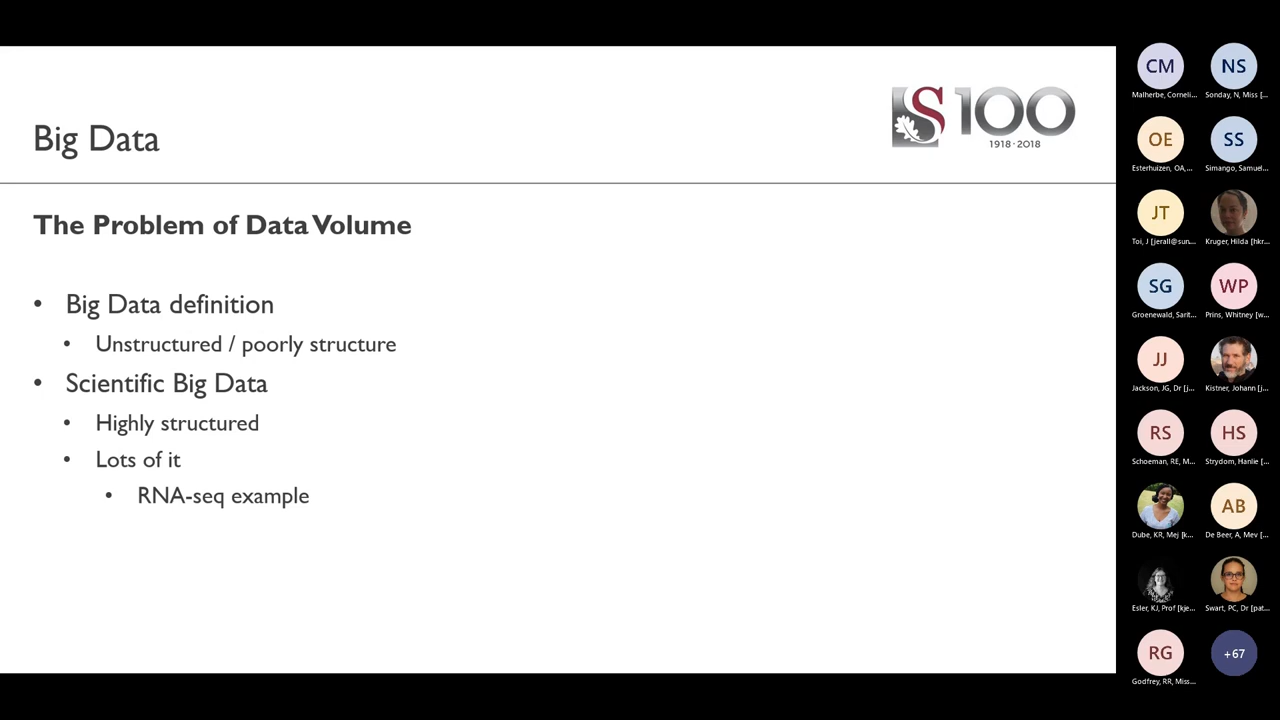 Big Data
S 100
1918 · 2018
The Problem of Data Volume
• Big Data definition
• Unstructured / poorly structure
• Scientific Big Data
• Highly structured
• Lots of it
• RNA-seq example
CM
NS
Malherbe, Corneli...
Sonday, N, Miss [...
OE
SS
Esterhuizen, OA,...
Simango, Samuel...
JT
Toi, J [jerall@sun...
Kruger, Hilda [hkr...
SG
WP
Groenewald, Sarit...
Prins, Whitney [w...
JJ
Jackson, JG, Dr [j...
Kistner, Johann [j...
RS
HS
Schoeman, RE, M...
Strydom, Hanlie [...
AB
Dube, KR, Mej [k...
De Beer, A, Mev [...
Esler, KJ, Prof [kje...
Swart, PC, Dr [pat...
RG
+67
Godfrey, RR, Miss...